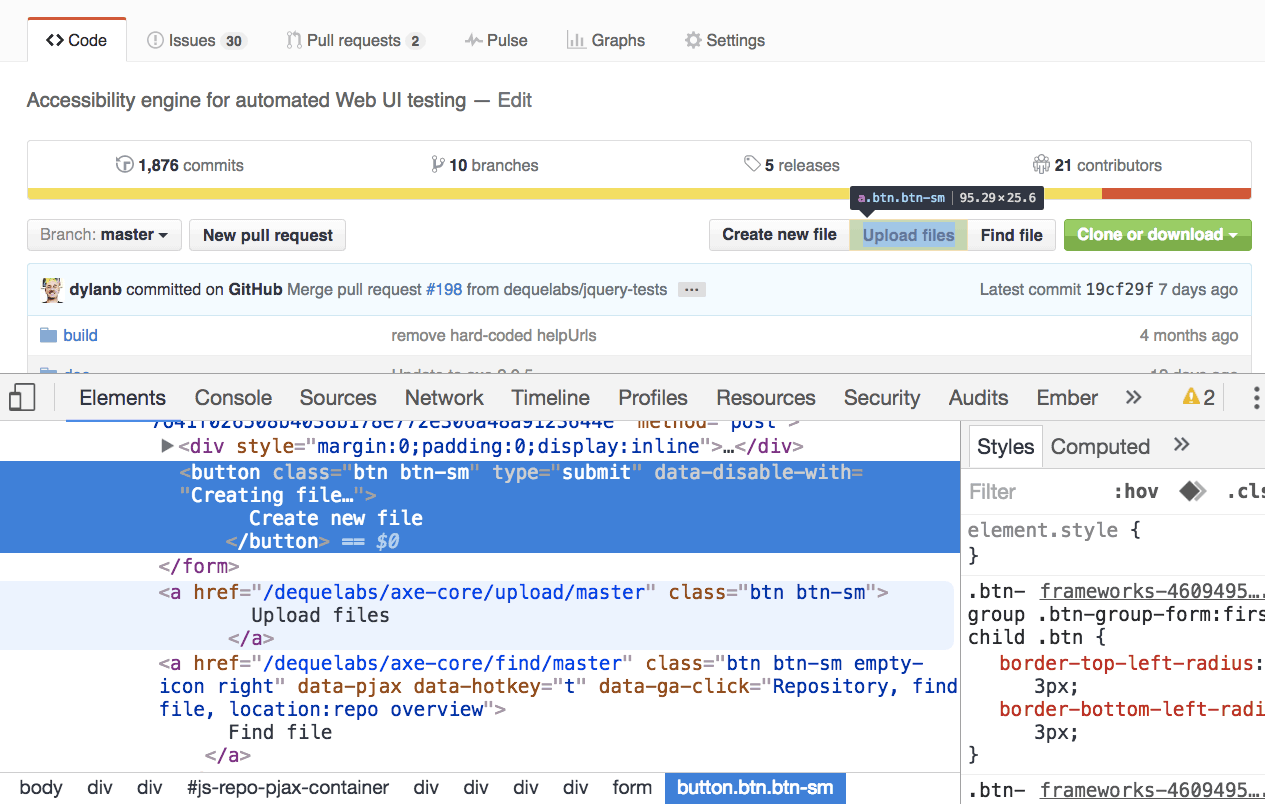 Code Issues 30 Pull requests 2 Pulse Graphs Settings
Accessibility engine for automated Web UI testing — Edit
1,876 commits 10 branches 5 releases 21 contributors
a.btn.btn-sm | 95.29×25.6
Branch: master New pull request Create new file Upload files Find file Clone or download
dylanb committed on GitHub Merge pull request #198 from dequelabs/jquery-tests … Latest commit 19cf29f 7 days ago
build remove hard-coded helpUrls 4 months ago
Elements Console Sources Network Timeline Profiles Resources Security Audits Ember » 2
method="post">
<div style="margin:0;padding:0;display:inline">…</div>
<button class="btn btn-sm" type="submit" data-disable-with=
"Creating file…">
Create new file
</button> == $0
</form>
<a href="/dequelabs/axe-core/upload/master" class="btn btn-sm">
Upload files
</a>
<a href="/dequelabs/axe-core/find/master" class="btn btn-sm empty-
icon right" data-pjax data-hotkey="t" data-ga-click="Repository, find
file, location:repo overview">
Find file
</a>
body div div #js-repo-pjax-container div div div div form button.btn.btn-sm
Styles Computed »
Filter :hov .cls
element.style {
}
.btn- frameworks-4609495….
group .btn-group-form:firs
child .btn {
border-top-left-radius:
3px;
border-bottom-left-radi
3px;
}
.btn- frameworks-4609495….